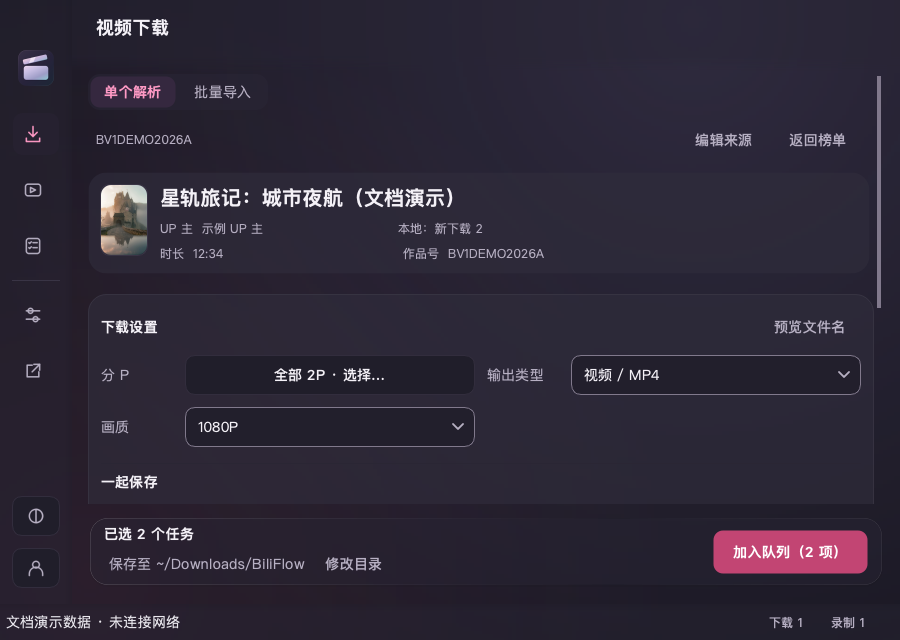 视频下载
单个解析 批量导入
BV1DEMO2026A 编辑来源 返回榜单
星轨旅记：城市夜航（文档演示）
UP 主 示例 UP 主 本地：新下载 2
时长 12:34 作品号 BV1DEMO2026A
下载设置 预览文件名
分 P 全部 2P · 选择... 输出类型 视频 / MP4
画质 1080P
一起保存
已选 2 个任务
保存至 ~/Downloads/BiliFlow 修改目录
加入队列（2 项）
文档演示数据 · 未连接网络 下载 1 录制 1